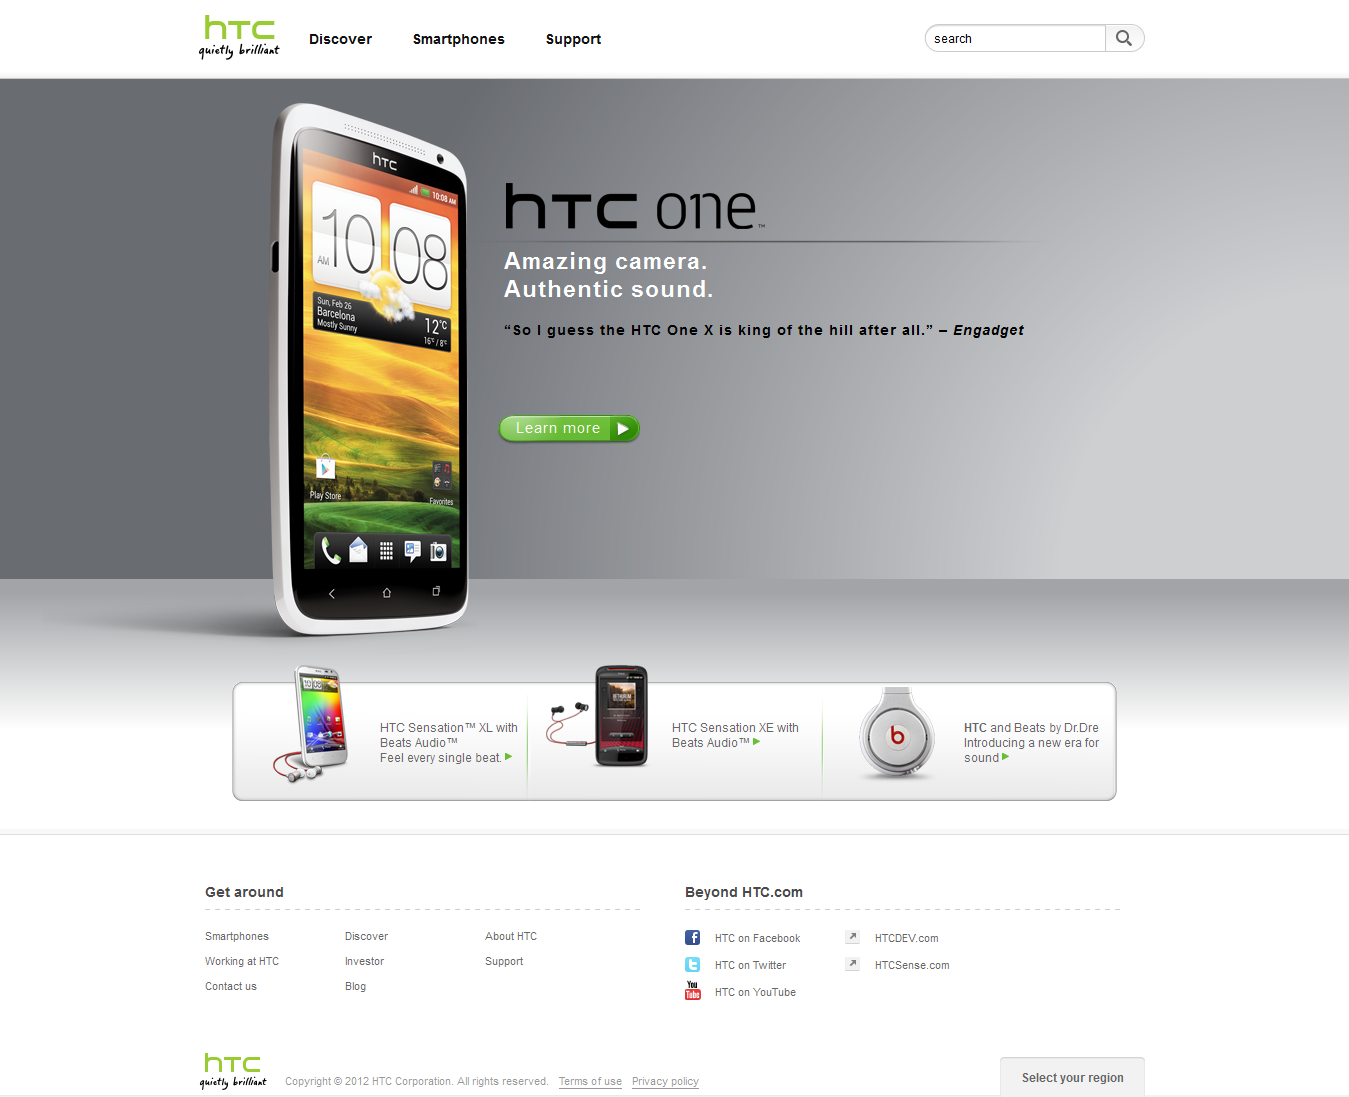 hTC
quietly brilliant
Discover
Smartphones
Support
search
hTC
10:08 AM
10 08
AM
Sun, Feb 26
Barcelona
Mostly Sunny
12°C
16°/ 8°
Play Store
Favorites
hTC one™
Amazing camera.
Authentic sound.
“So I guess the HTC One X is king of the hill after all.” – Engadget
Learn more
HTC Sensation™ XL with
Beats Audio™
Feel every single beat.
HTC Sensation XE with
Beats Audio™
b
HTC and Beats by Dr.Dre
Introducing a new era for
sound
Get around
Smartphones
Discover
About HTC
Working at HTC
Investor
Support
Contact us
Blog
Beyond HTC.com
HTC on Facebook
HTCDEV.com
HTC on Twitter
HTCSense.com
You
Tube
HTC on YouTube
hTC
quietly brilliant
Copyright © 2012 HTC Corporation. All rights reserved.
Terms of use
Privacy policy
Select your region